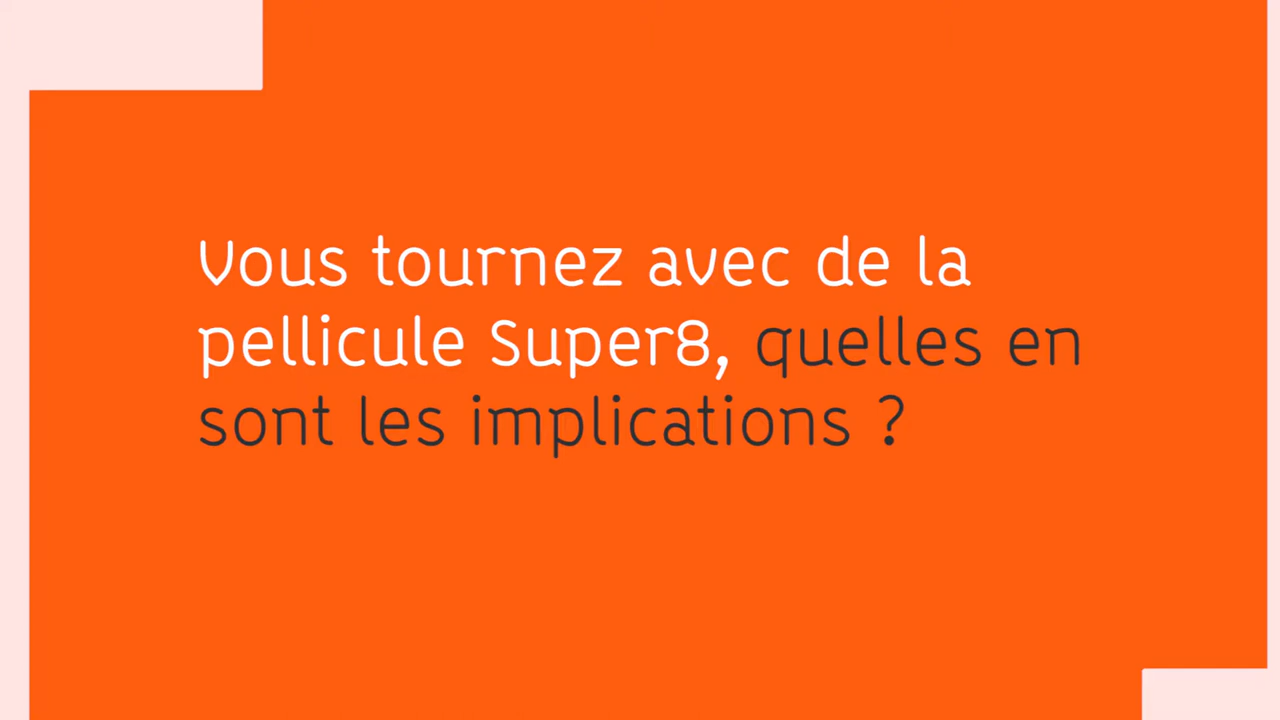 Vous tournez avec de la
pellicule Super8, quelles en
sont les implications ?